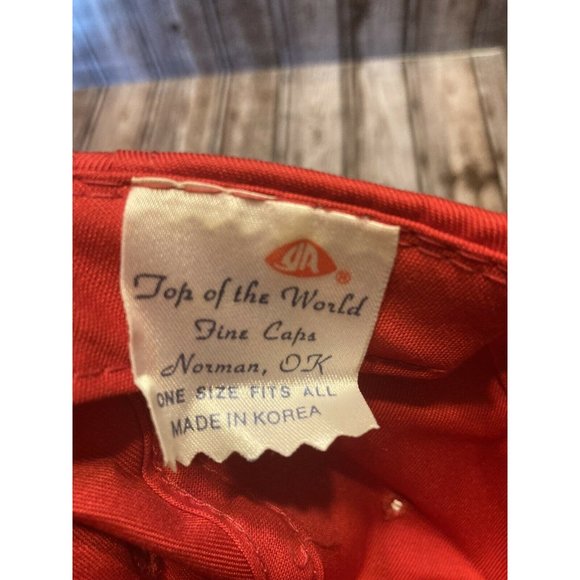 ®
Top of the World
Fine Caps
Norman, OK
ONE SIZE FITS ALL
MADE IN KOREA